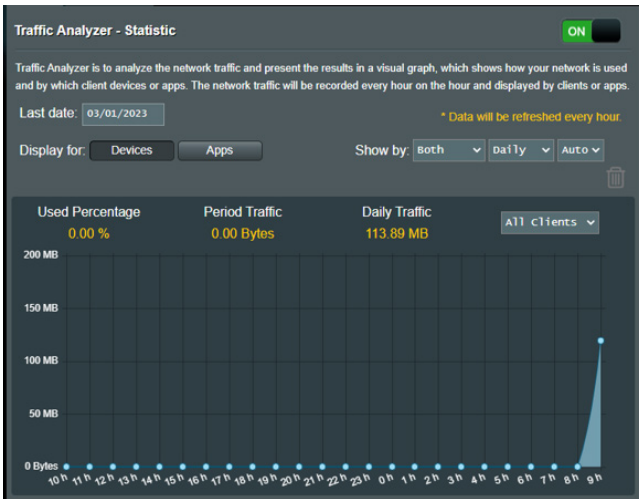 Traffic Analyzer - Statistic
ON
Traffic Analyzer is to analyze the network traffic and present the results in a visual graph, which shows how your network is used
and by which client devices or apps. The network traffic will be recorded every hour on the hour and displayed by clients or apps.
Last date: 03/01/2023
* Data will be refreshed every hour.
Display for: Devices Apps Show by: Both Daily Auto
Used Percentage Period Traffic Daily Traffic
All Clients
0.00 % 0.00 Bytes 113.89 MB
200 MB
150 MB
100 MB
50 MB
0 Bytes
10 h 11 h 12 h 13 h 14 h 15 h 16 h 17 h 18 h 19 h 20 h 21 h 22 h 23 h 0 h 1 h 2 h 3 h 4 h 5 h 6 h 7 h 8 h 9 h